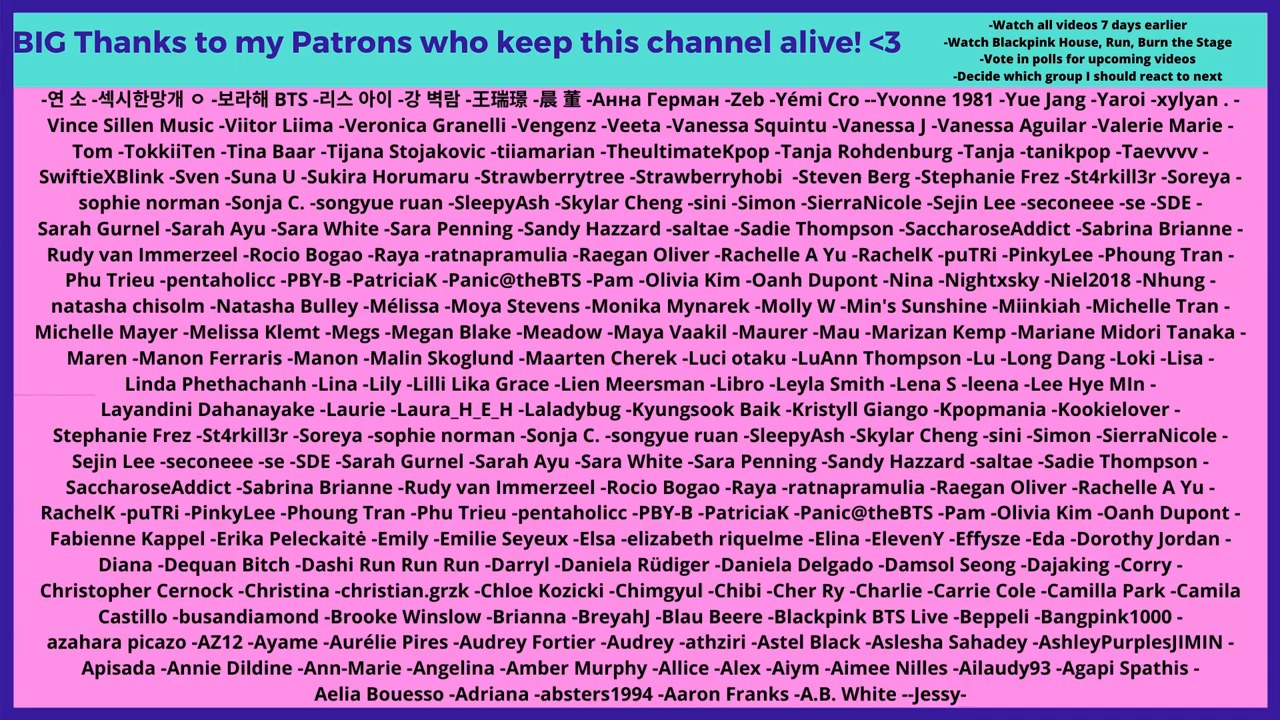 BIG Thanks to my Patrons who keep this channel alive! <3
-Watch all videos 7 days earlier
-Watch Blackpink House, Run, Burn the Stage
-Vote in polls for upcoming videos
-Decide which group I should react to next
-연 소 -섹시한망개 ㅇ -보라해 BTS -리스 아이 -강 벽람 -王瑞璟 -晨 董 -Анна Герман -Zeb -Yémi Cro --Yvonne 1981 -Yue Jang -Yaroi -xylyan . -
Vince Sillen Music -Viitor Liima -Veronica Granelli -Vengenz -Veeta -Vanessa Squintu -Vanessa J -Vanessa Aguilar -Valerie Marie -
Tom -TokkiiTen -Tina Baar -Tijana Stojakovic -tiiamarian -TheultimateKpop -Tanja Rohdenburg -Tanja -tanikpop -Taevvvv -
SwiftieXBlink -Sven -Suna U -Sukira Horumaru -Strawberrytree -Strawberryhobi  -Steven Berg -Stephanie Frez -St4rkill3r -Soreya -
sophie norman -Sonja C. -songyue ruan -SleepyAsh -Skylar Cheng -sini -Simon -SierraNicole -Sejin Lee -seconeee -se -SDE -
Sarah Gurnel -Sarah Ayu -Sara White -Sara Penning -Sandy Hazzard -saltae -Sadie Thompson -SaccharoseAddict -Sabrina Brianne -
Rudy van Immerzeel -Rocio Bogao -Raya -ratnapramulia -Raegan Oliver -Rachelle A Yu -RachelK -puTRi -PinkyLee -Phoung Tran -
Phu Trieu -pentaholicc -PBY-B -PatriciaK -Panic@theBTS -Pam -Olivia Kim -Oanh Dupont -Nina -Nightxsky -Niel2018 -Nhung -
natasha chisolm -Natasha Bulley -Mélissa -Moya Stevens -Monika Mynarek -Molly W -Min's Sunshine -Miinkiah -Michelle Tran -
Michelle Mayer -Melissa Klemt -Megs -Megan Blake -Meadow -Maya Vaakil -Maurer -Mau -Marizan Kemp -Mariane Midori Tanaka -
Maren -Manon Ferraris -Manon -Malin Skoglund -Maarten Cherek -Luci otaku -LuAnn Thompson -Lu -Long Dang -Loki -Lisa -
Linda Phethachanh -Lina -Lily -Lilli Lika Grace -Lien Meersman -Libro -Leyla Smith -Lena S -leena -Lee Hye MIn -
Layandini Dahanayake -Laurie -Laura_H_E_H -Laladybug -Kyungsook Baik -Kristyll Giango -Kpopmania -Kookielover -
Stephanie Frez -St4rkill3r -Soreya -sophie norman -Sonja C. -songyue ruan -SleepyAsh -Skylar Cheng -sini -Simon -SierraNicole -
Sejin Lee -seconeee -se -SDE -Sarah Gurnel -Sarah Ayu -Sara White -Sara Penning -Sandy Hazzard -saltae -Sadie Thompson -
SaccharoseAddict -Sabrina Brianne -Rudy van Immerzeel -Rocio Bogao -Raya -ratnapramulia -Raegan Oliver -Rachelle A Yu -
RachelK -puTRi -PinkyLee -Phoung Tran -Phu Trieu -pentaholicc -PBY-B -PatriciaK -Panic@theBTS -Pam -Olivia Kim -Oanh Dupont -
Fabienne Kappel -Erika Peleckaitė -Emily -Emilie Seyeux -Elsa -elizabeth riquelme -Elina -ElevenY -Effysze -Eda -Dorothy Jordan -
Diana -Dequan Bitch -Dashi Run Run Run -Darryl -Daniela Rüdiger -Daniela Delgado -Damsol Seong -Dajaking -Corry -
Christopher Cernock -Christina -christian.grzk -Chloe Kozicki -Chimgyul -Chibi -Cher Ry -Charlie -Carrie Cole -Camilla Park -Camila
Castillo -busandiamond -Brooke Winslow -Brianna -BreyahJ -Blau Beere -Blackpink BTS Live -Beppeli -Bangpink1000 -
azahara picazo -AZ12 -Ayame -Aurélie Pires -Audrey Fortier -Audrey -athziri -Astel Black -Aslesha Sahadey -AshleyPurplesJIMIN -
Apisada -Annie Dildine -Ann-Marie -Angelina -Amber Murphy -Allice -Alex -Aiym -Aimee Nilles -Ailaudy93 -Agapi Spathis -
Aelia Bouesso -Adriana -absters1994 -Aaron Franks -A.B. White --Jessy-